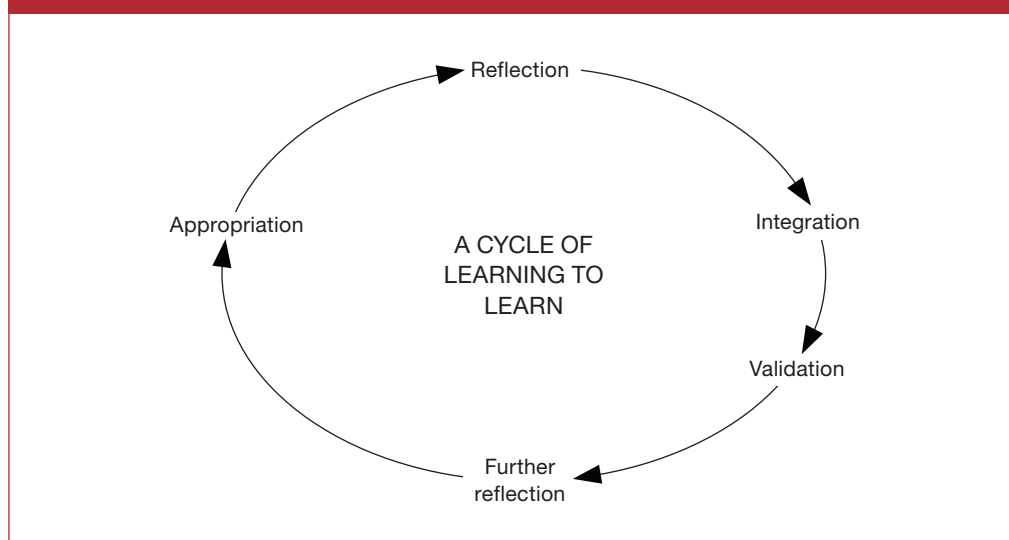 Reflection
Appropriation
Integration
A CYCLE OF
LEARNING TO
LEARN
Validation
Further
reflection